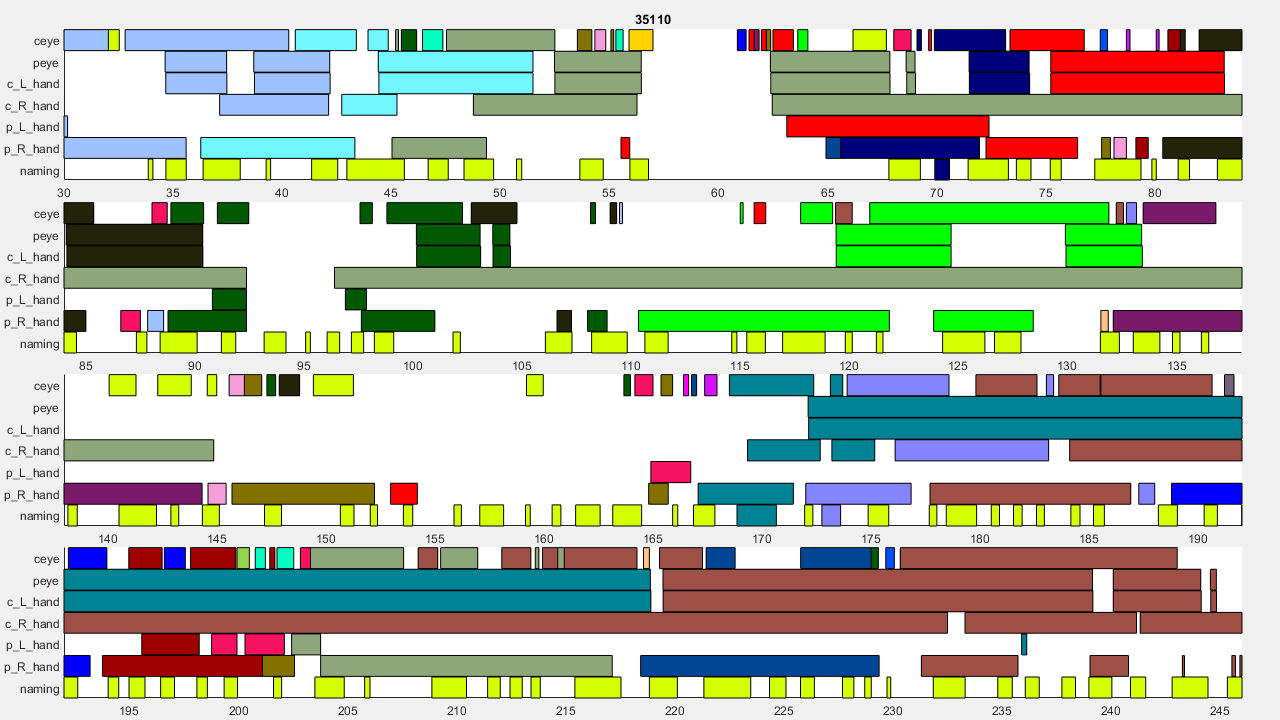 35110
ceye
peye
c_L_hand
c_R_hand
p_L_hand
p_R_hand
naming
30 35 40 45 50 55 60 65 70 75 80
ceye
peye
c_L_hand
c_R_hand
p_L_hand
p_R_hand
naming
85 90 95 100 105 110 115 120 125 130 135
ceye
peye
c_L_hand
c_R_hand
p_L_hand
p_R_hand
naming
140 145 150 155 160 165 170 175 180 185 190
ceye
peye
c_L_hand
c_R_hand
p_L_hand
p_R_hand
naming
195 200 205 210 215 220 225 230 235 240 245